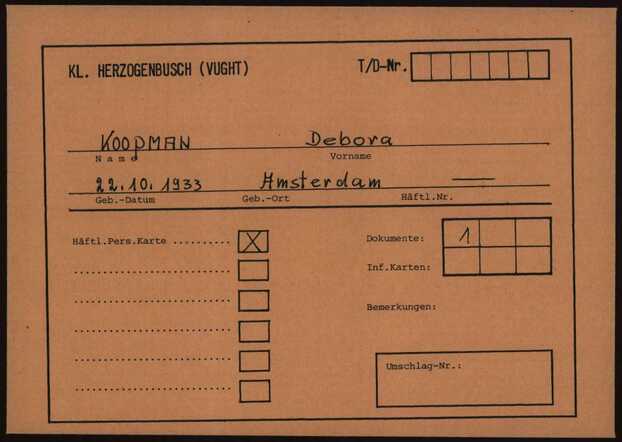 KL. HERZOGENBUSCH (VUGHT) T/D-Nr.
KOOPMAN Debora
Name Vorname
22.10.1933 Amsterdam —
Geb.-Datum Geb.-Ort Häftl.Nr.
Häftl.Pers.Karte .......... X
Dokumente: 1
Inf.Karten:
Bemerkungen:
Umschlag-Nr.: